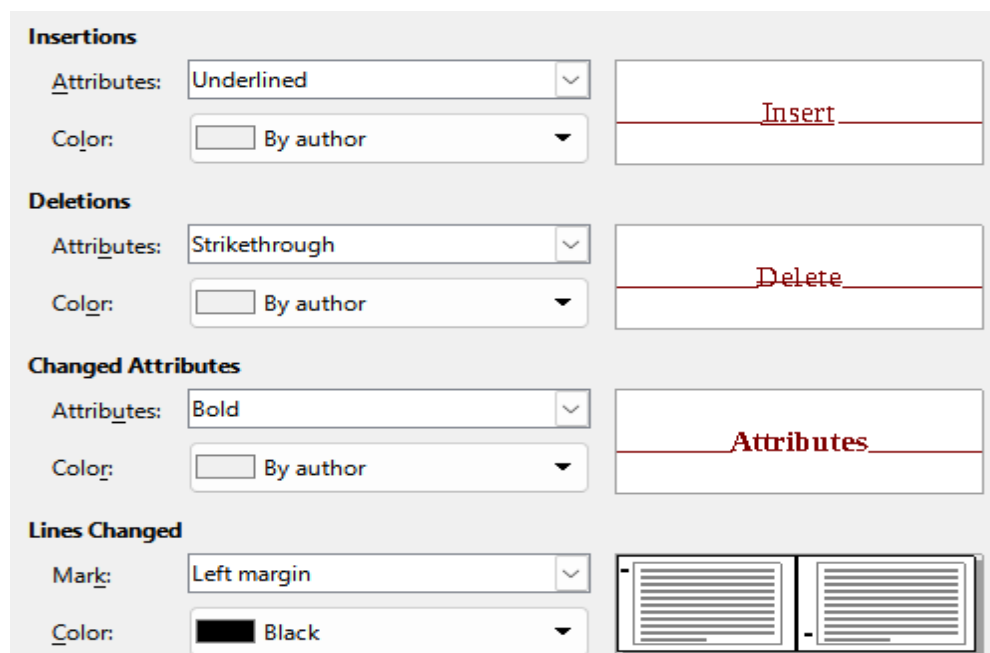 Insertions
Attributes: Underlined
Insert
Color: By author
Deletions
Attributes: Strikethrough
Delete
Color: By author
Changed Attributes
Attributes: Bold
Attributes
Color: By author
Lines Changed
Mark: Left margin
Color: Black